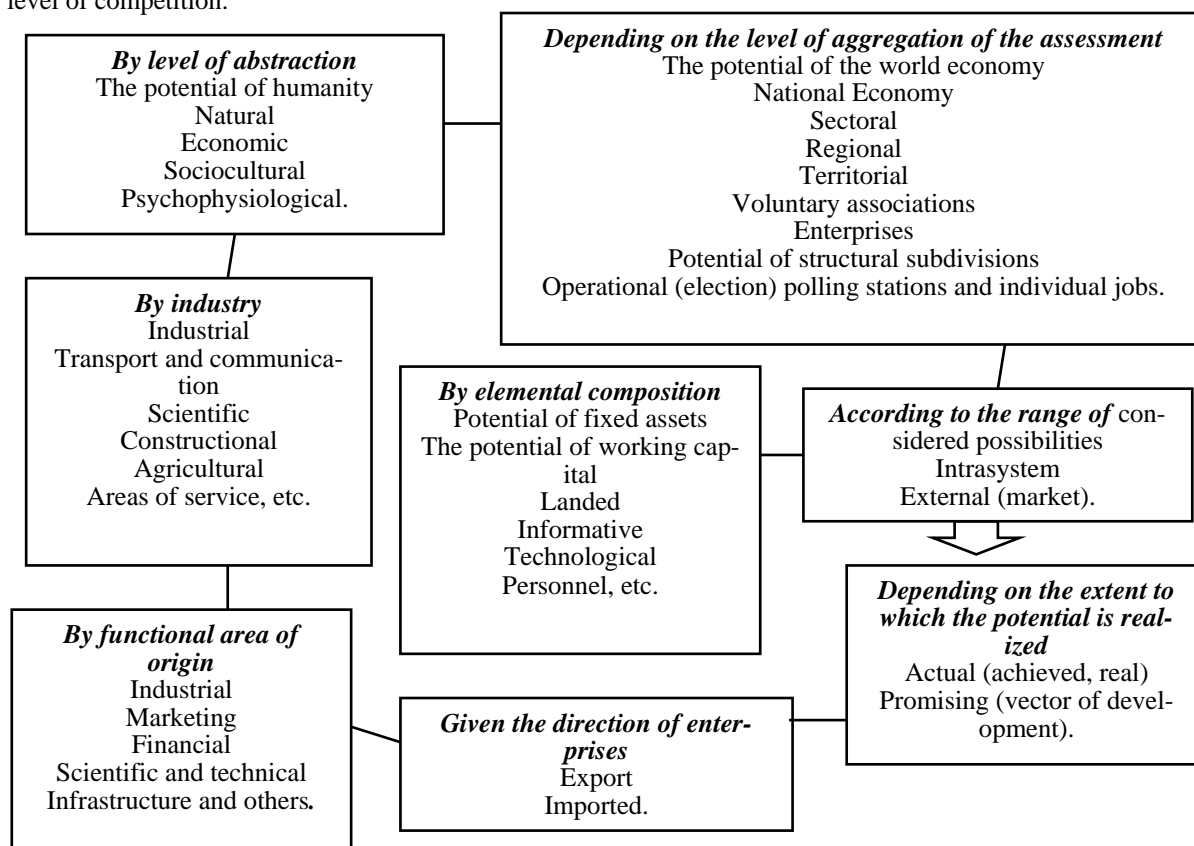 level of competition.
By level of abstraction
The potential of humanity
Natural
Economic
Sociocultural
Psychophysiological.
Depending on the level of aggregation of the assessment
The potential of the world economy
National Economy
Sectoral
Regional
Territorial
Voluntary associations
Enterprises
Potential of structural subdivisions
Operational (election) polling stations and individual jobs.
By industry
Industrial
Transport and communica-
tion
Scientific
Constructional
Agricultural
Areas of service, etc.
By elemental composition
Potential of fixed assets
The potential of working cap-
ital
Landed
Informative
Technological
Personnel, etc.
According to the range of con-
sidered possibilities
Intrasystem
External (market).
By functional area of
origin
Industrial
Marketing
Financial
Scientific and technical
Infrastructure and others.
Given the direction of enter-
prises
Export
Imported.
Depending on the extent to
which the potential is real-
ized
Actual (achieved, real)
Promising (vector of devel-
opment).